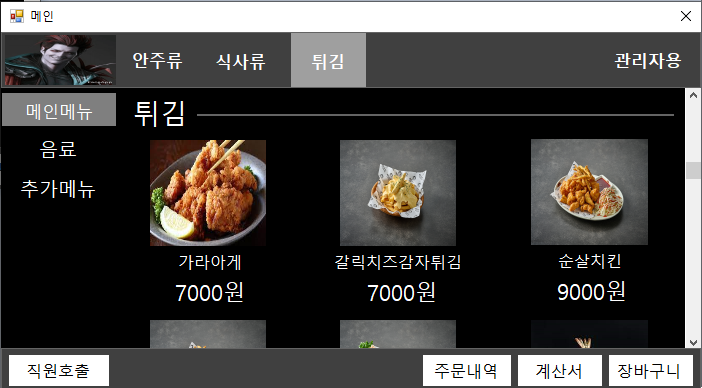 메인
안주류 식사류 튀김 관리자용
메인메뉴
음료
추가메뉴
튀김
가라아게 갈릭치즈감자튀김 순살치킨
7000원 7000원 9000원
직원호출 주문내역 계산서 장바구니